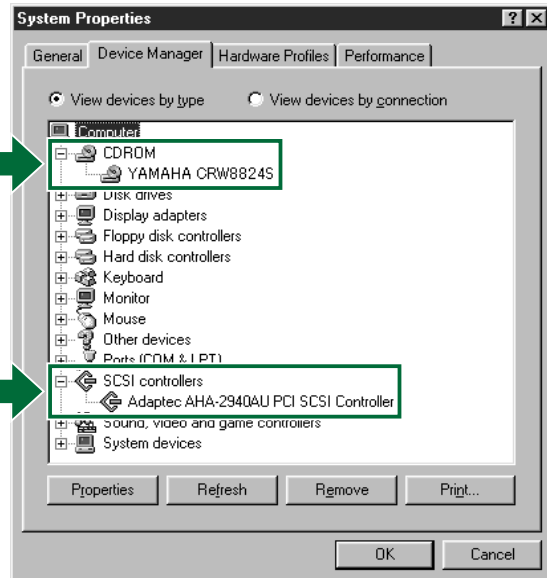 System Properties
General Device Manager Hardware Profiles Performance
View devices by type View devices by connection
Computer
CDROM
YAMAHA CRW8824S
Disk drives
Display adapters
Floppy disk controllers
Hard disk controllers
Keyboard
Monitor
Mouse
Other devices
Ports (COM & LPT)
SCSI controllers
Adaptec AHA-2940AU PCI SCSI Controller
Sound, video and game controllers
System devices
Properties Refresh Remove Print...
OK Cancel